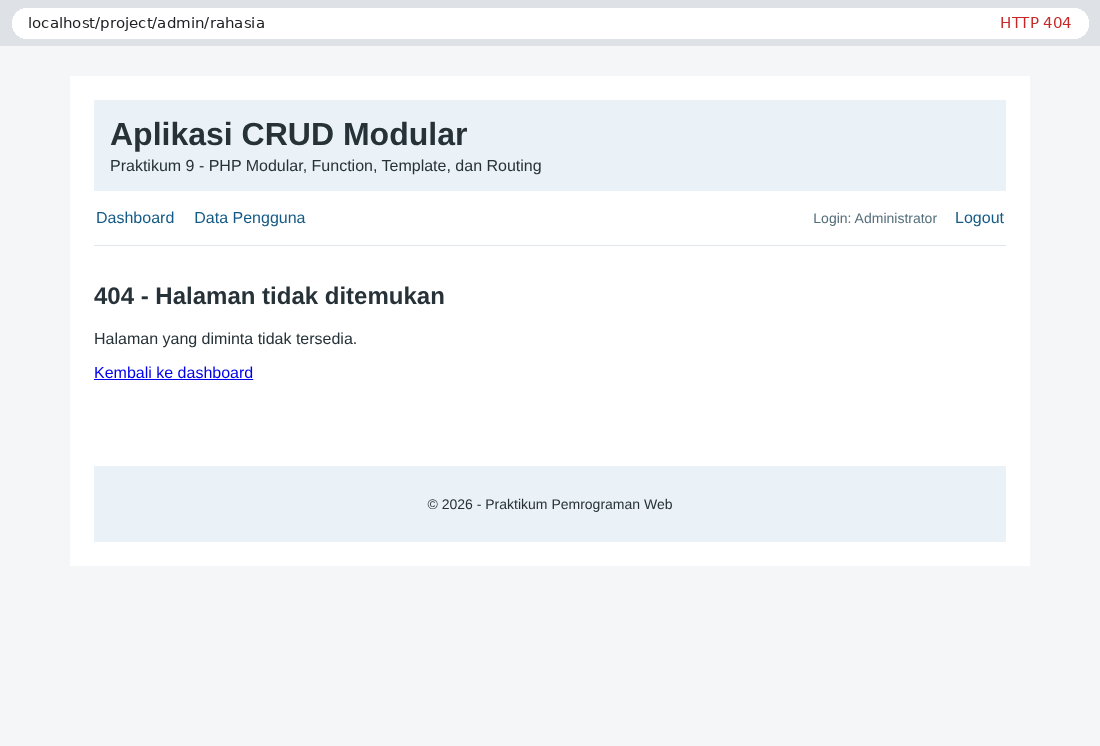 localhost/project/admin/rahasia HTTP 404
Aplikasi CRUD Modular
Praktikum 9 - PHP Modular, Function, Template, dan Routing
Dashboard Data Pengguna Login: Administrator Logout
404 - Halaman tidak ditemukan
Halaman yang diminta tidak tersedia.
Kembali ke dashboard
© 2026 - Praktikum Pemrograman Web